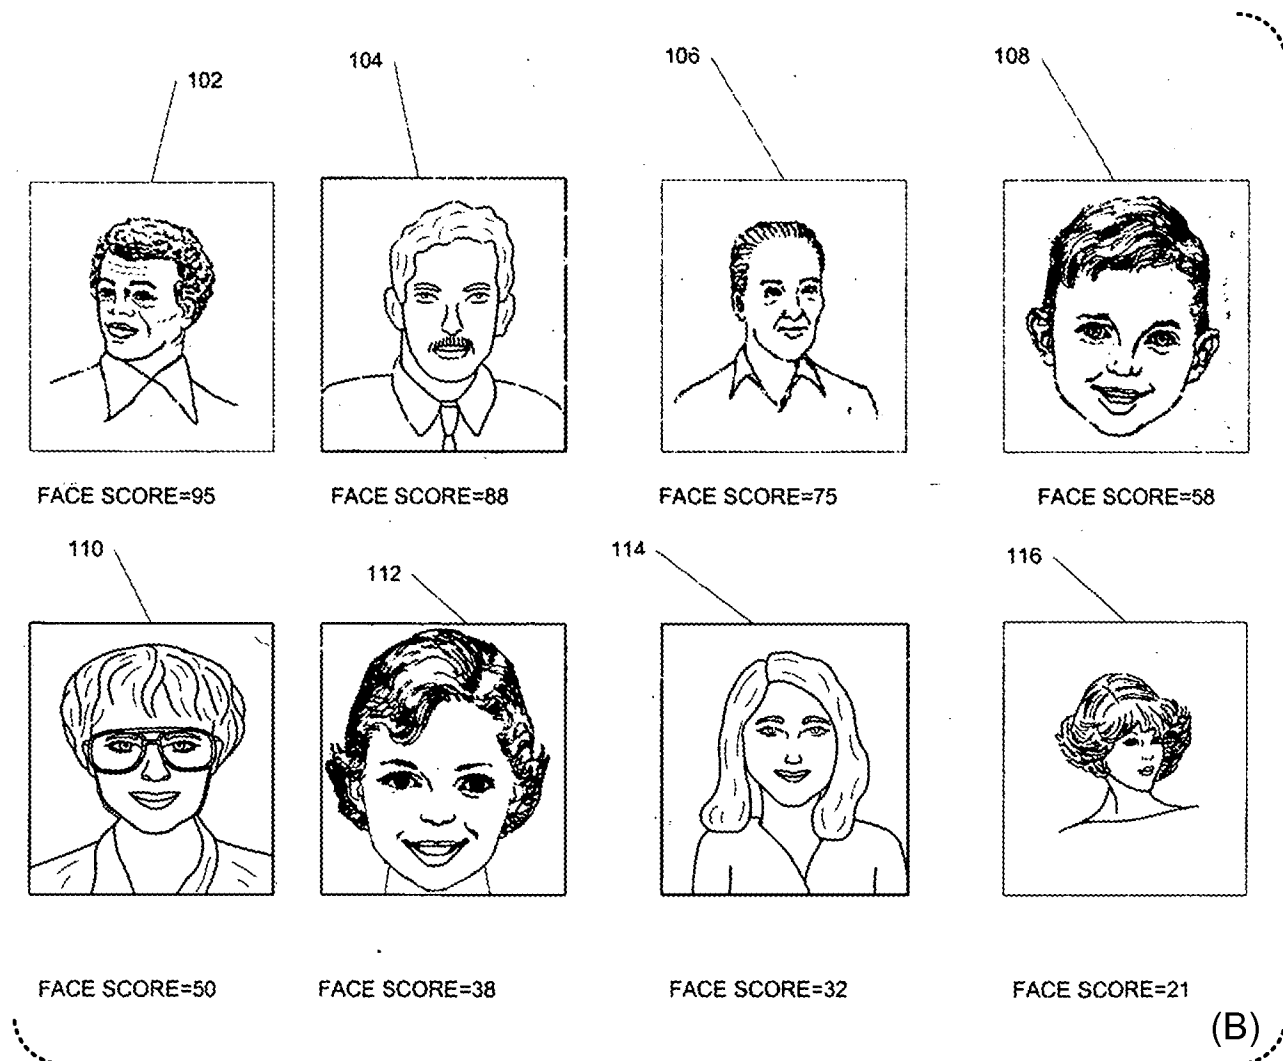 102
104
106
108
FACE SCORE=95
FACE SCORE=88
FACE SCORE=75
FACE SCORE=58
110
112
114
116
FACE SCORE=50
FACE SCORE=38
FACE SCORE=32
FACE SCORE=21
(B)